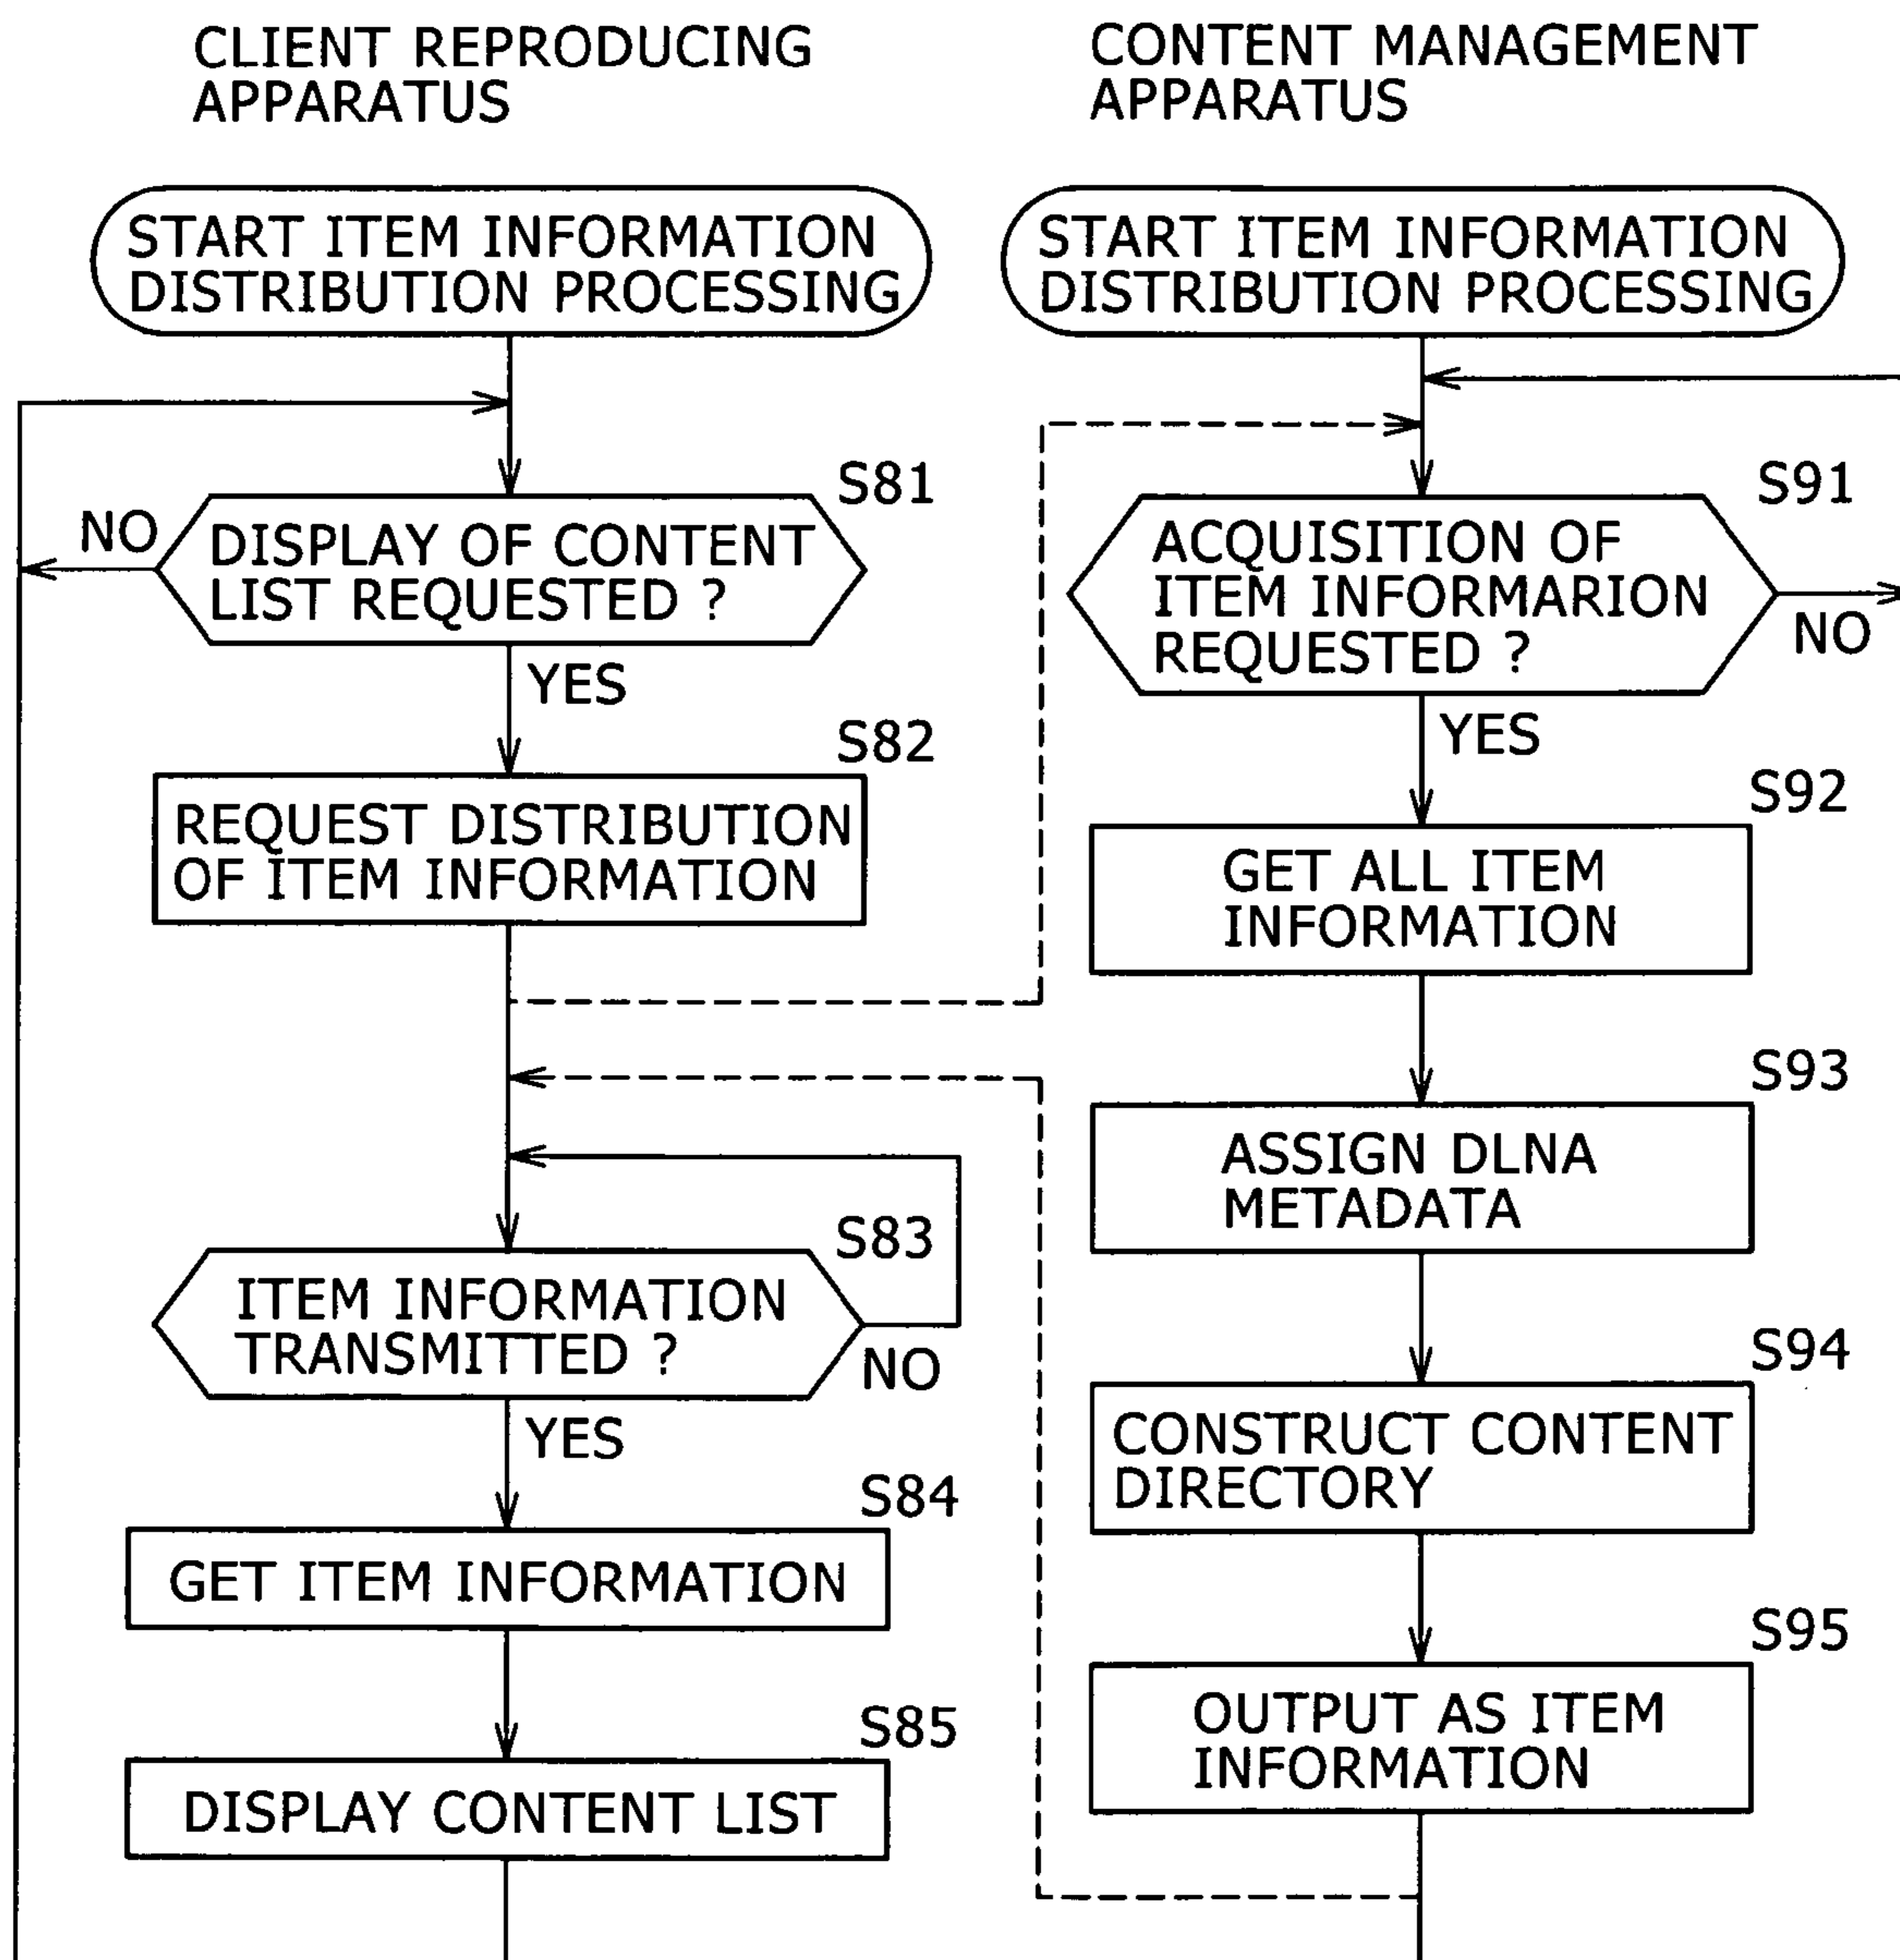 CLIENT REPRODUCING
APPARATUS
START ITEM INFORMATION
DISTRIBUTION PROCESSING
S81
NO
DISPLAY OF CONTENT
LIST REQUESTED ?
YES
S82
REQUEST DISTRIBUTION
OF ITEM INFORMATION
S83
ITEM INFORMATION
TRANSMITTED ?
NO
YES
S84
GET ITEM INFORMATION
S85
DISPLAY CONTENT LIST
CONTENT MANAGEMENT
APPARATUS
START ITEM INFORMATION
DISTRIBUTION PROCESSING
S91
ACQUISITION OF
ITEM INFORMARION
REQUESTED ?
NO
YES
S92
GET ALL ITEM
INFORMATION
S93
ASSIGN DLNA
METADATA
S94
CONSTRUCT CONTENT
DIRECTORY
S95
OUTPUT AS ITEM
INFORMATION